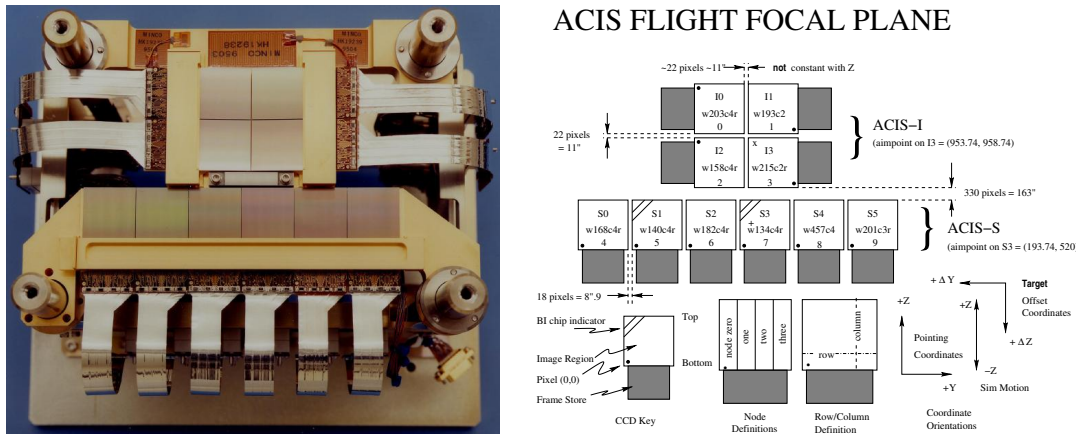 MINCO
9503
HK19236
ACIS FLIGHT FOCAL PLANE
~22 pixels ~11"
not constant with Z
I0
w203c4r
0
I1
w193c2
1
22 pixels
= 11"
I2
w158c4r
2
x
I3
w215c2r
3
} ACIS−I
(aimpoint on I3 = (953.74, 958.74)
330 pixels = 163"
S0
w168c4r
4
S1
w140c4r
5
S2
w182c4r
6
S3
+
w134c4r
7
S4
w457c4
8
S5
w201c3r
9
} ACIS−S
(aimpoint on S3 = (193.74, 520)
18 pixels = 8".9
BI chip indicator
Image Region
Pixel (0,0)
Frame Store
Top
Bottom
CCD Key
node zero
one
two
three
Node
Definitions
row
column
Row/Column
Definition
+ Δ Y
Target
Offset
Coordinates
+ Δ Z
+Z
Pointing
Coordinates
+Y
+Z
−Z
Sim Motion
Coordinate
Orientations